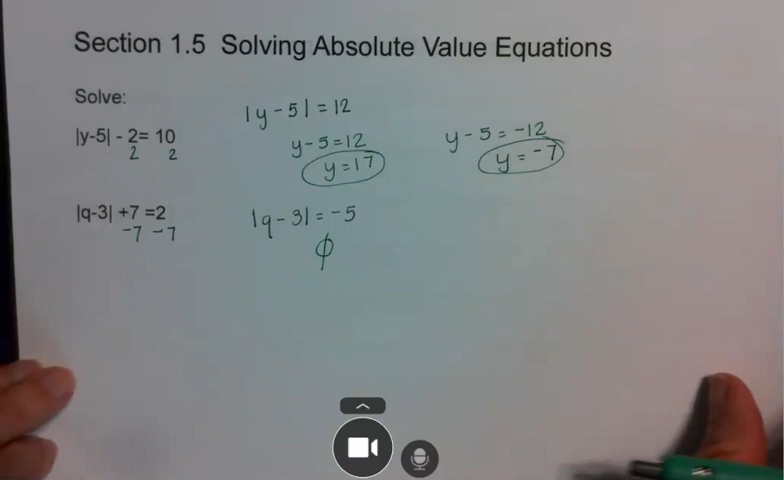 Section 1.5 Solving Absolute Value Equations
Solve:
|y-5| - 2= 10
2 2
|y - 5| = 12
y - 5 = 12
y = 17
y - 5 = -12
y = -7
|q-3| +7 =2
-7 -7
|q - 3| = -5
ϕ